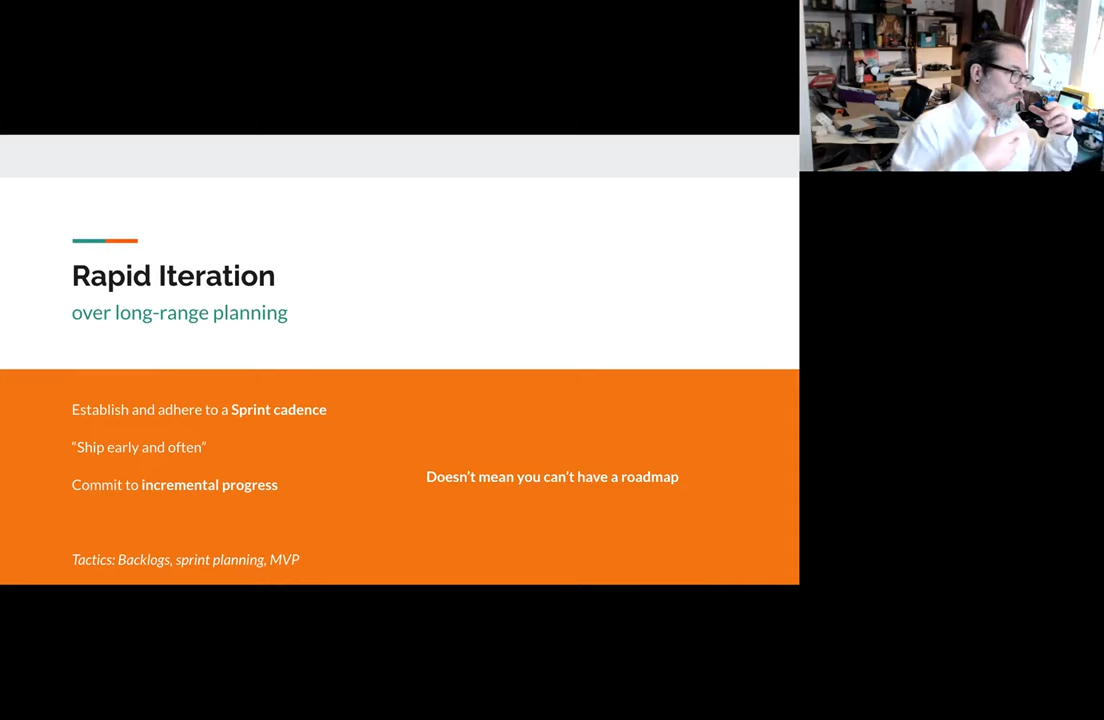 Rapid Iteration
over long-range planning
Establish and adhere to a Sprint cadence
“Ship early and often”
Commit to incremental progress
Doesn’t mean you can’t have a roadmap
Tactics: Backlogs, sprint planning, MVP